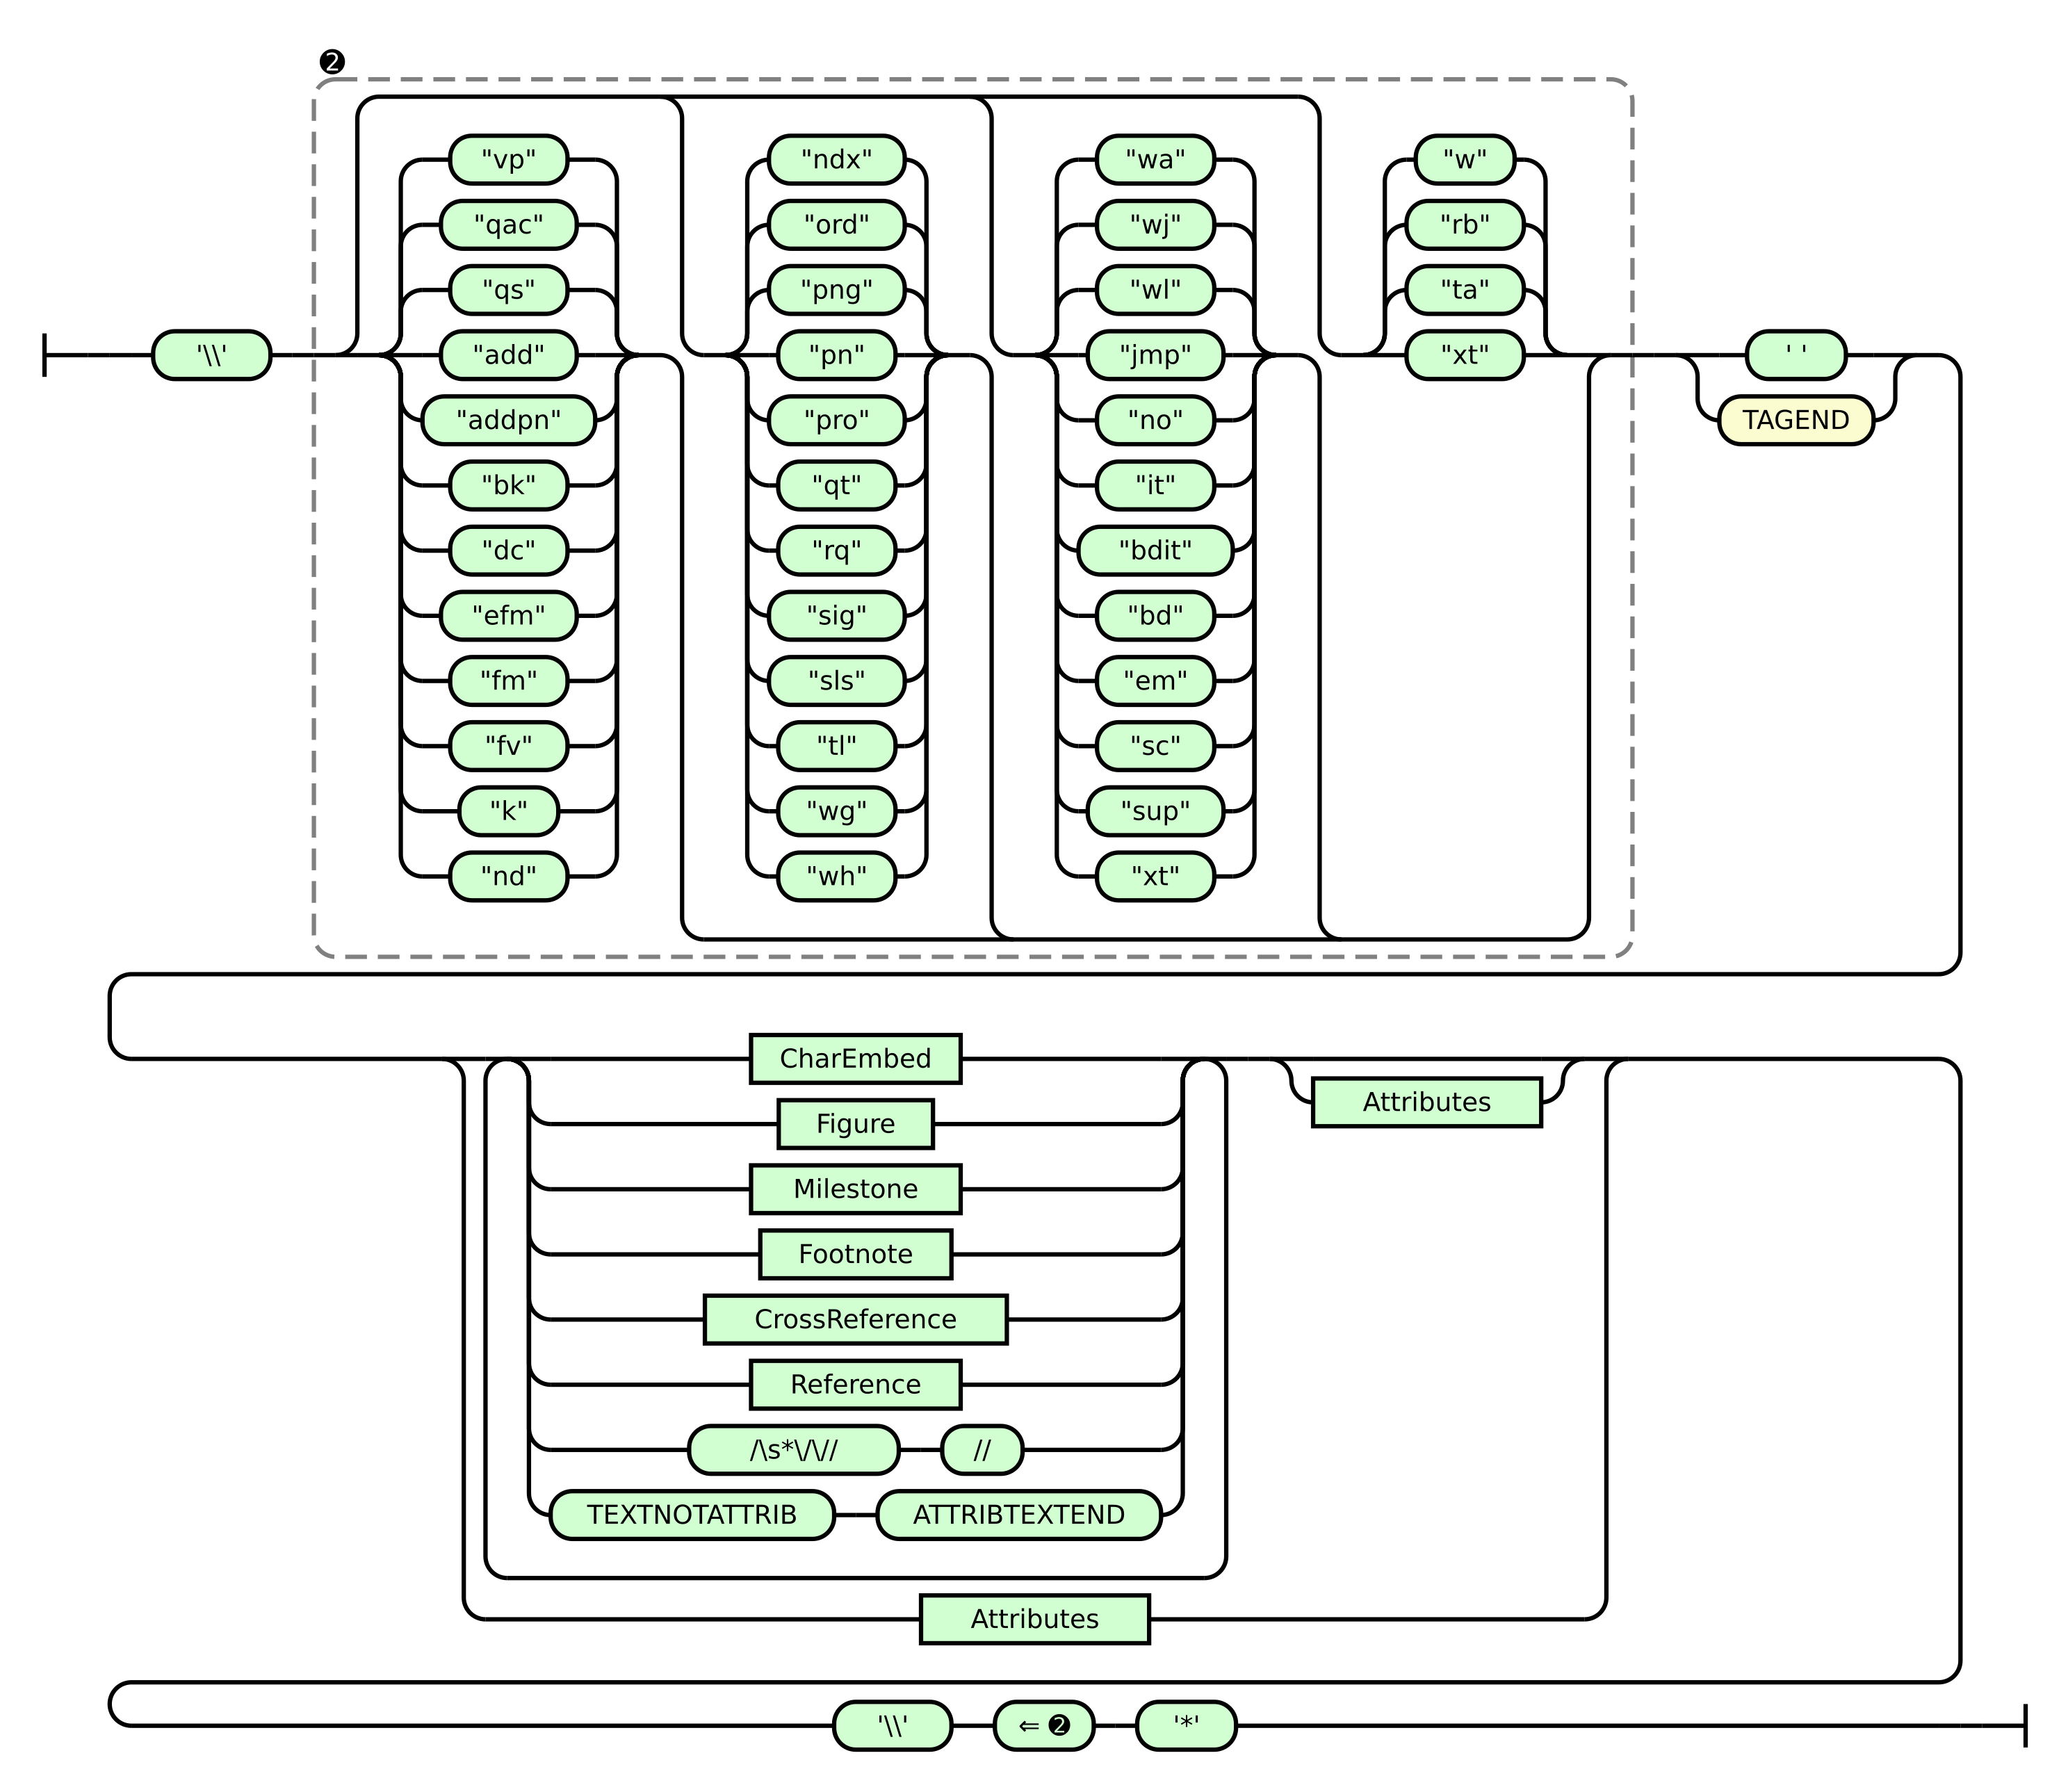 ❷
"vp" "ndx" "wa" "w"
"qac" "ord" "wj" "rb"
"qs" "png" "wl" "ta"
'\\' "add" "pn" "jmp" "xt" ' '
"addpn" "pro" "no" TAGEND
"bk" "qt" "it"
"dc" "rq" "bdit"
"efm" "sig" "bd"
"fm" "sls" "em"
"fv" "tl" "sc"
"k" "wg" "sup"
"nd" "wh" "xt"
CharEmbed
Attributes
Figure
Milestone
Footnote
CrossReference
Reference
/\s*\/\// //
TEXTNOTATTRIB ATTRIBTEXTEND
Attributes
'\\' ⇐ ❷ '*'